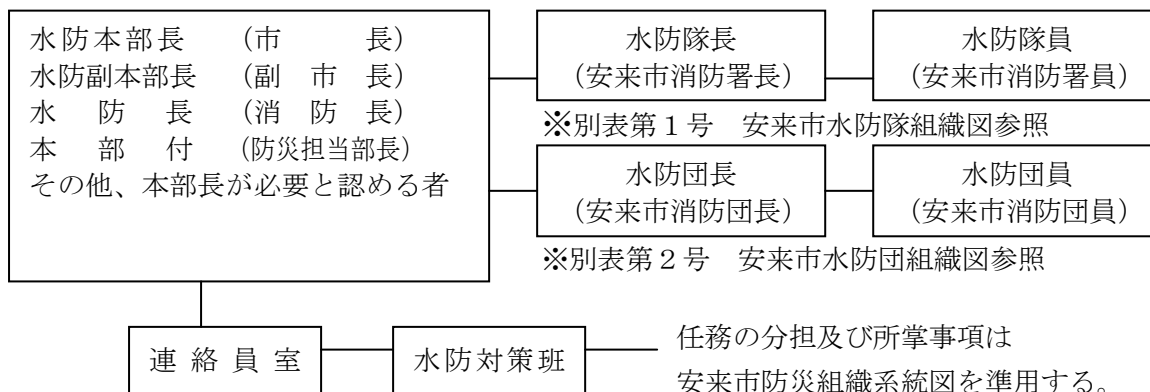 水防本部長　（市　　　長）
水防副本部長　（副　市　長）
水　防　長　（消　防　長）
本　部　付　（防災担当部長）
その他、本部長が必要と認める者
水防隊長
（安来市消防署長）
水防隊員
（安来市消防署員）
※別表第１号　安来市水防隊組織図参照
水防団長
（安来市消防団長）
水防団員
（安来市消防団員）
※別表第２号　安来市水防団組織図参照
連 絡 員 室
水防対策班
任務の分担及び所掌事項は
安来市防災組織系統図を準用する。